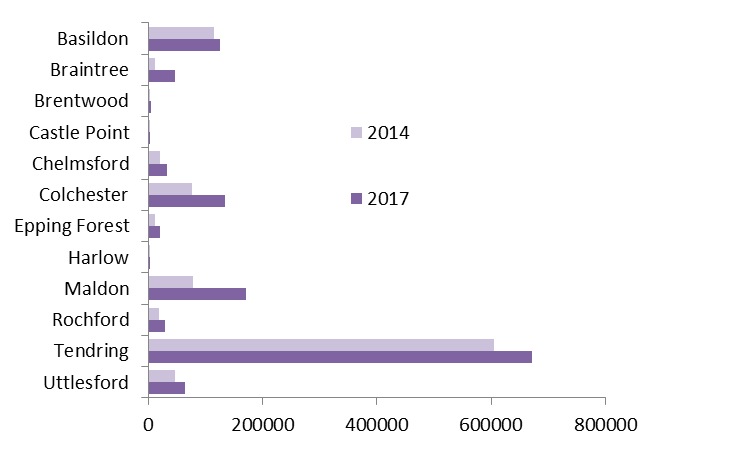 Basildon
Braintree
Brentwood
Castle Point
2014
Chelmsford
Colchester
2017
Epping Forest
Harlow
Maldon
Rochford
Tendring
Uttlesford
0 200000 400000 600000 800000